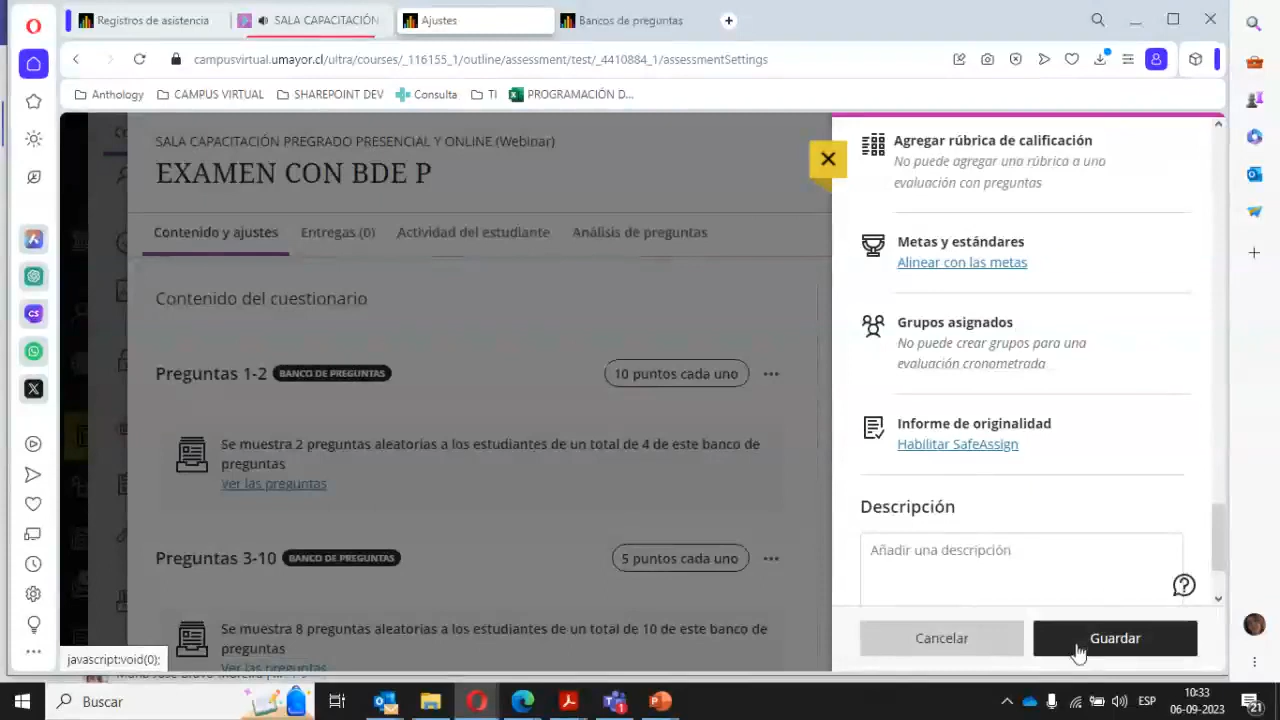 Registros de asistencia
SALA CAPACITACIÓN
Ajustes
Bancos de preguntas
campusvirtual.umayor.cl/ultra/courses/_116155_1/outline/assessment/test/_4410884_1/assessmentSettings
Anthology
CAMPUS VIRTUAL
SHAREPOINT DEV
Consulta
TI
PROGRAMACIÓN D...
SALA CAPACITACIÓN PREGRADO PRESENCIAL Y ONLINE (Webinar)
EXAMEN CON BDE P
Contenido y ajustes
Entregas (0)
Actividad del estudiante
Análisis de preguntas
Contenido del cuestionario
Preguntas 1-2
BANCO DE PREGUNTAS
10 puntos cada uno
Se muestra 2 preguntas aleatorias a los estudiantes de un total de 4 de este banco de
preguntas
Ver las preguntas
Preguntas 3-10
BANCO DE PREGUNTAS
5 puntos cada uno
Se muestra 8 preguntas aleatorias a los estudiantes de un total de 10 de este banco de
preguntas
Ver las preguntas
Agregar rúbrica de calificación
No puede agregar una rúbrica a uno
evaluación con preguntas
Metas y estándares
Alinear con las metas
Grupos asignados
No puede crear grupos para una
evaluación cronometrada
Informe de originalidad
Habilitar SafeAssign
Descripción
Añadir una descripción
Cancelar
Guardar
javascript:void(0);
CS
Buscar
ESP
10:33
06-09-2023
21